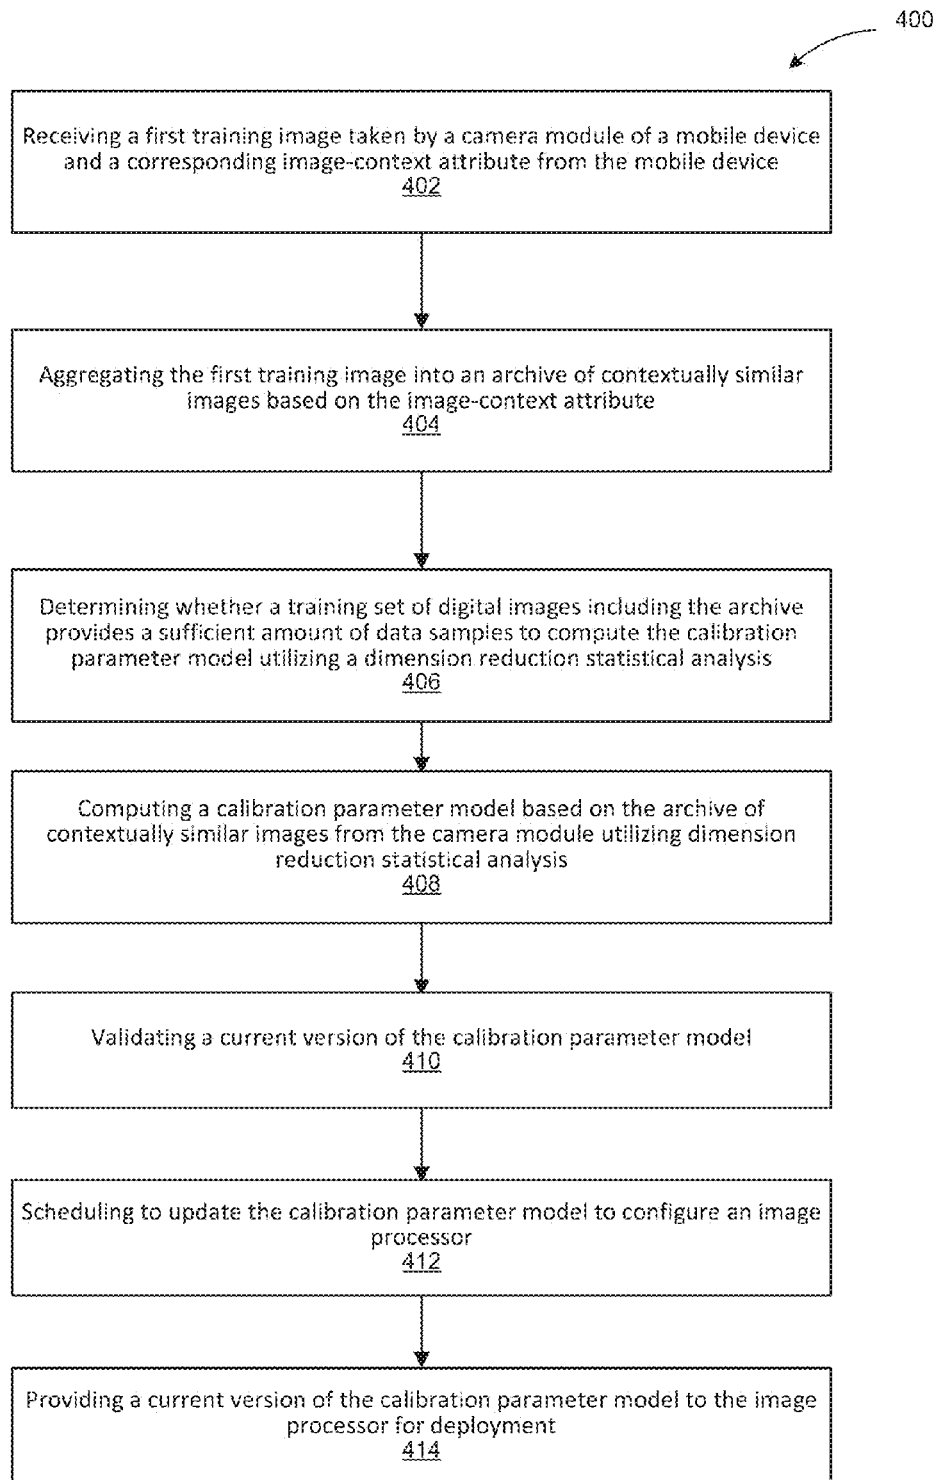 400
Receiving a first training image taken by a camera module of a mobile device
and a corresponding image-context attribute from the mobile device
402
Aggregating the first training image into an archive of contextually similar
images based on the image-context attribute
404
Determining whether a training set of digital images including the archive
provides a sufficient amount of data samples to compute the calibration
parameter model utilizing a dimension reduction statistical analysis
406
Computing a calibration parameter model based on the archive of
contextually similar images from the camera module utilizing dimension
reduction statistical analysis
408
Validating a current version of the calibration parameter model
410
Scheduling to update the calibration parameter model to configure an image
processor
412
Providing a current version of the calibration parameter model to the image
processor for deployment
414